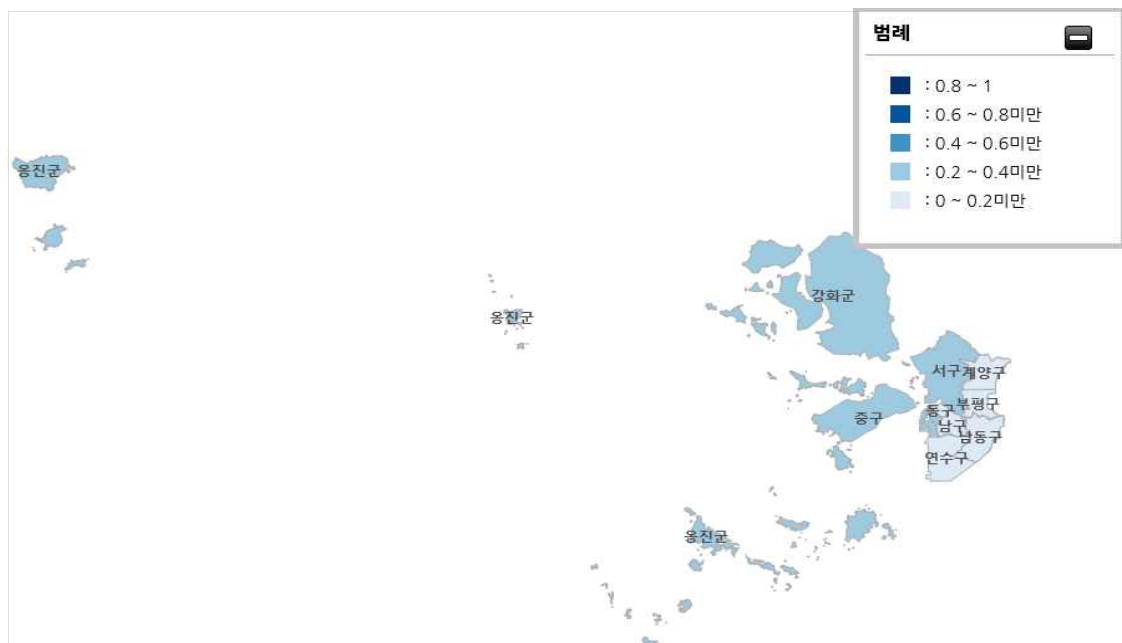 범례
: 0.8 ~ 1
: 0.6 ~ 0.8미만
: 0.4 ~ 0.6미만
: 0.2 ~ 0.4미만
: 0 ~ 0.2미만
옹진군
강화군
옹진군
서구
계양구
부평구
동구
중구
남구
남동구
연수구
옹진군